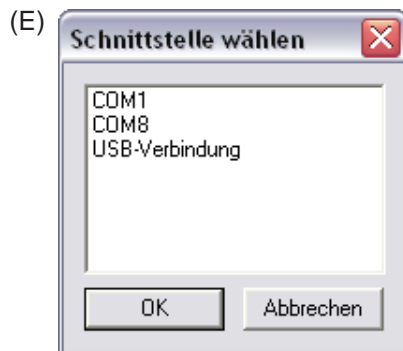 (E)
Schnittstelle wählen
COM1
COM8
USB-Verbindung
OK Abbrechen